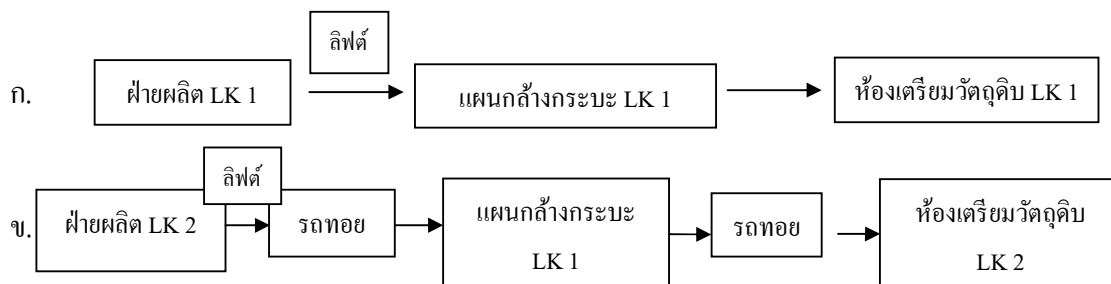 ลิฟต์
ก. ฝ่ายผลิต LK 1 แผนกล้างกระบะ LK 1 ห้องเตรียมวัตถุดิบ LK 1
ลิฟต์
ข. ฝ่ายผลิต LK 2 รถทอย แผนกล้างกระบะ รถทอย ห้องเตรียมวัตถุดิบ
LK 1 LK 2